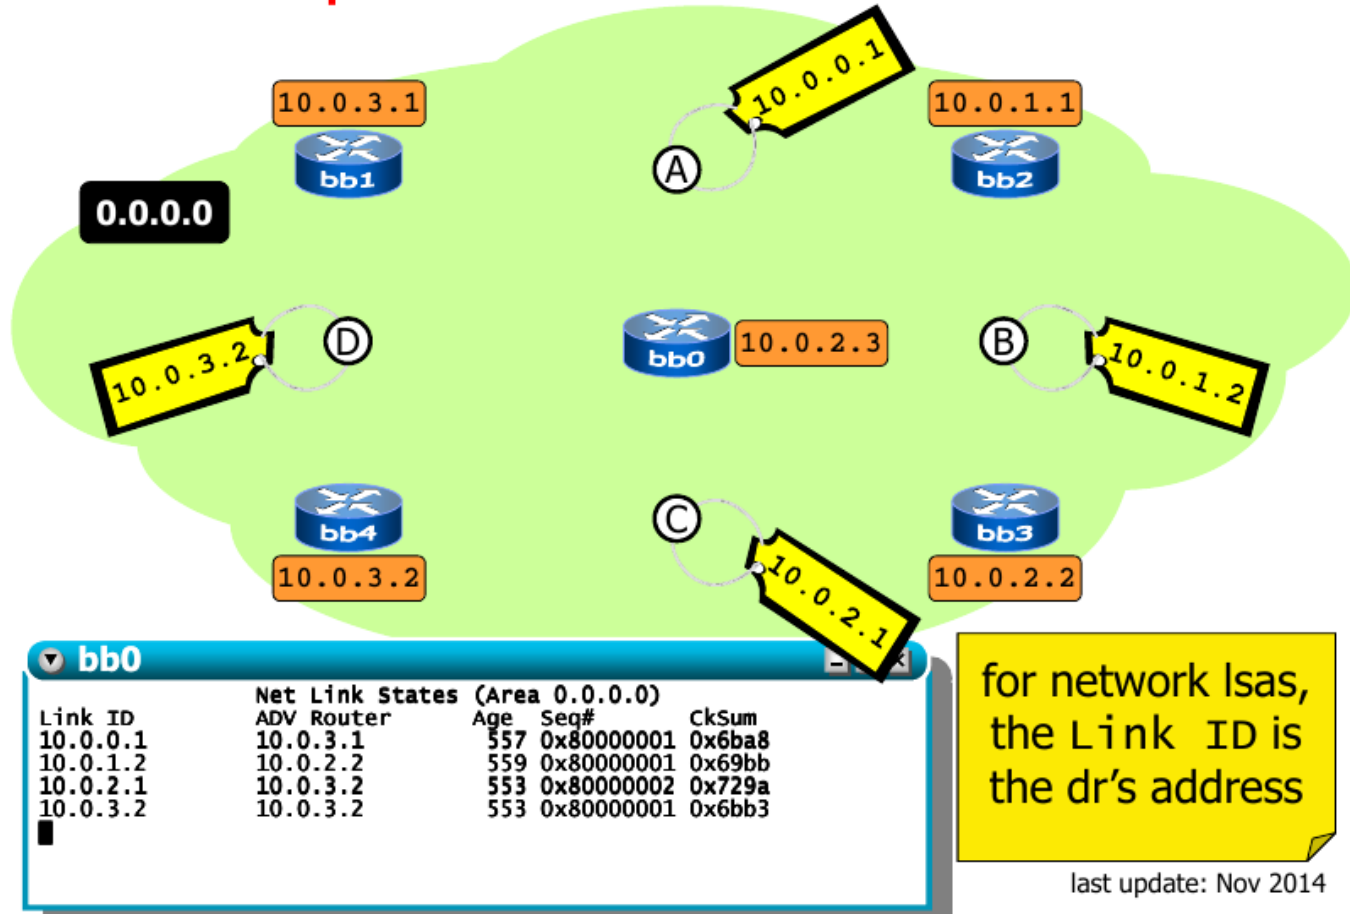 10.0.0.1
10.0.3.1
10.0.1.1
bb1
A
bb2
0.0.0.0
10.0.3.2
D
bb0
10.0.2.3
B
10.0.1.2
bb4
C
bb3
10.0.3.2
10.0.2.1
10.0.2.2
bb0
Net Link States (Area 0.0.0.0)
Link ID ADV Router Age Seq# CkSum
10.0.0.1 10.0.3.1 557 0x80000001 0x6ba8
10.0.1.2 10.0.2.2 559 0x80000001 0x69bb
10.0.2.1 10.0.3.2 553 0x80000002 0x729a
10.0.3.2 10.0.3.2 553 0x80000001 0x6bb3
for network lsas,
the Link ID is
the dr's address
last update: Nov 2014